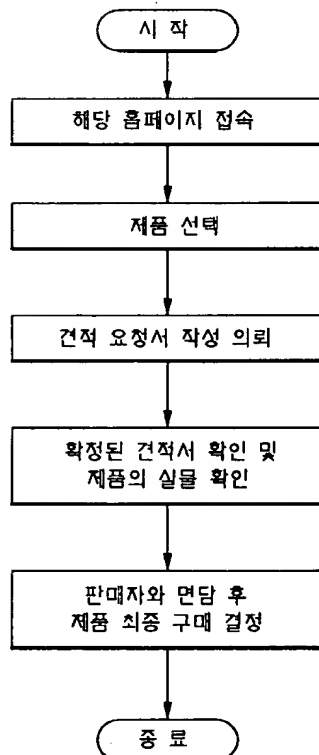 시 작
해당 홈페이지 접속
제품 선택
견적 요청서 작성 의뢰
확정된 견적서 확인 및
제품의 실물 확인
판매자와 면담 후
제품 최종 구매 결정
종 료